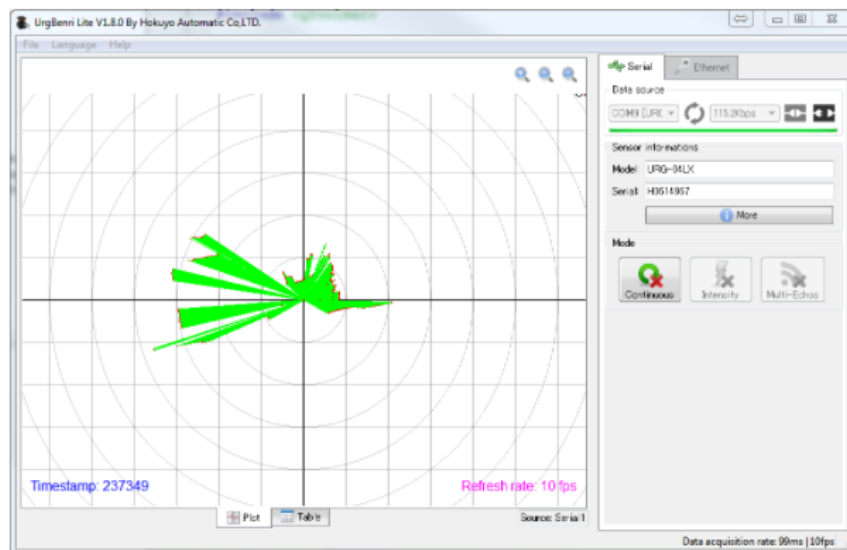 UrgBenri Lite V1.8.0 By Hokuyo Automatic Co,LTD.
File Language Help
Serial
Ethernet
Data source
115.2Kbps
Sensor informations
Model: URG-04LX
Serial:
More
Mode
Continuous
Intensity
Multi-Echos
Timestamp: 237349
Refresh rate: 10 fps
Plot
Table
Source: Serial1
Data acquisition rate: 99ms | 10fps